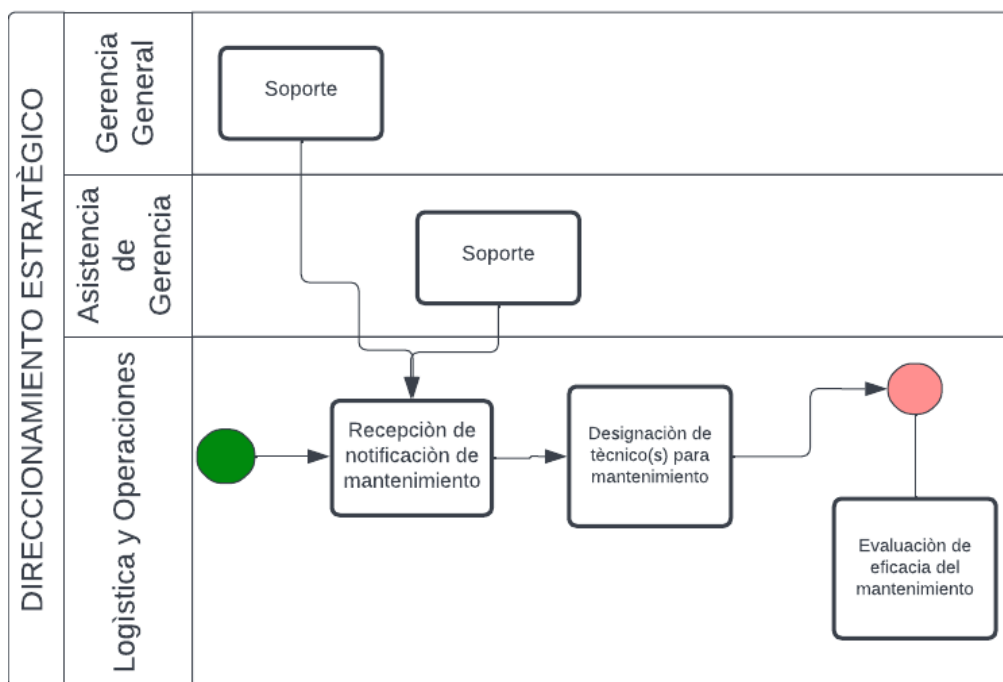 DIRECCIONAMIENTO ESTRATÈGICO
Gerencia
General
Soporte
Asistencia
de
Gerencia
Soporte
Logìstica y Operaciones
Recepciòn de
notificaciòn de
mantenimiento
Designaciòn de
tècnico(s) para
mantenimiento
Evaluaciòn de
eficacia del
mantenimiento